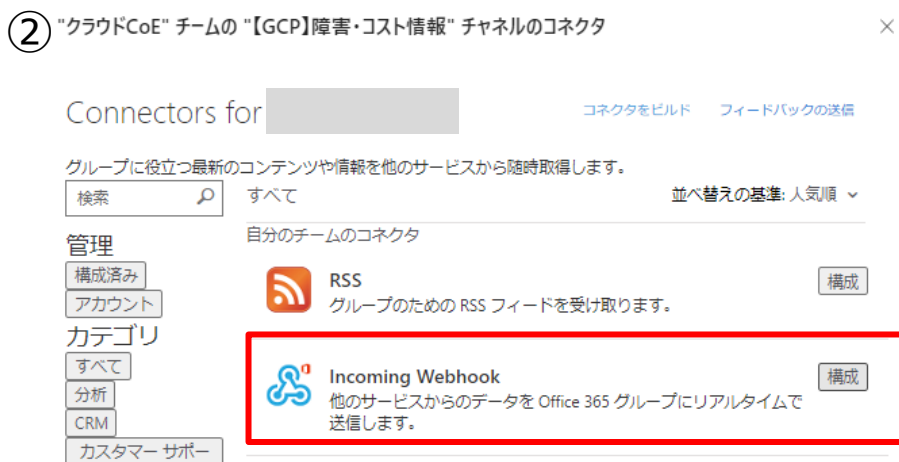 ② "クラウドCoE" チームの "【GCP】障害・コスト情報" チャネルのコネクタ
Connectors for
コネクタをビルド フィードバックの送信
グループに役立つ最新のコンテンツや情報を他のサービスから随時取得します。
検索 すべて 並べ替えの基準: 人気順
自分のチームのコネクタ
管理
構成済み
アカウント
カテゴリ
すべて
分析
CRM
カスタマー サポー
RSS 構成
グループのための RSS フィードを受け取ります。
Incoming Webhook 構成
他のサービスからのデータを Office 365 グループにリアルタイムで
送信します。